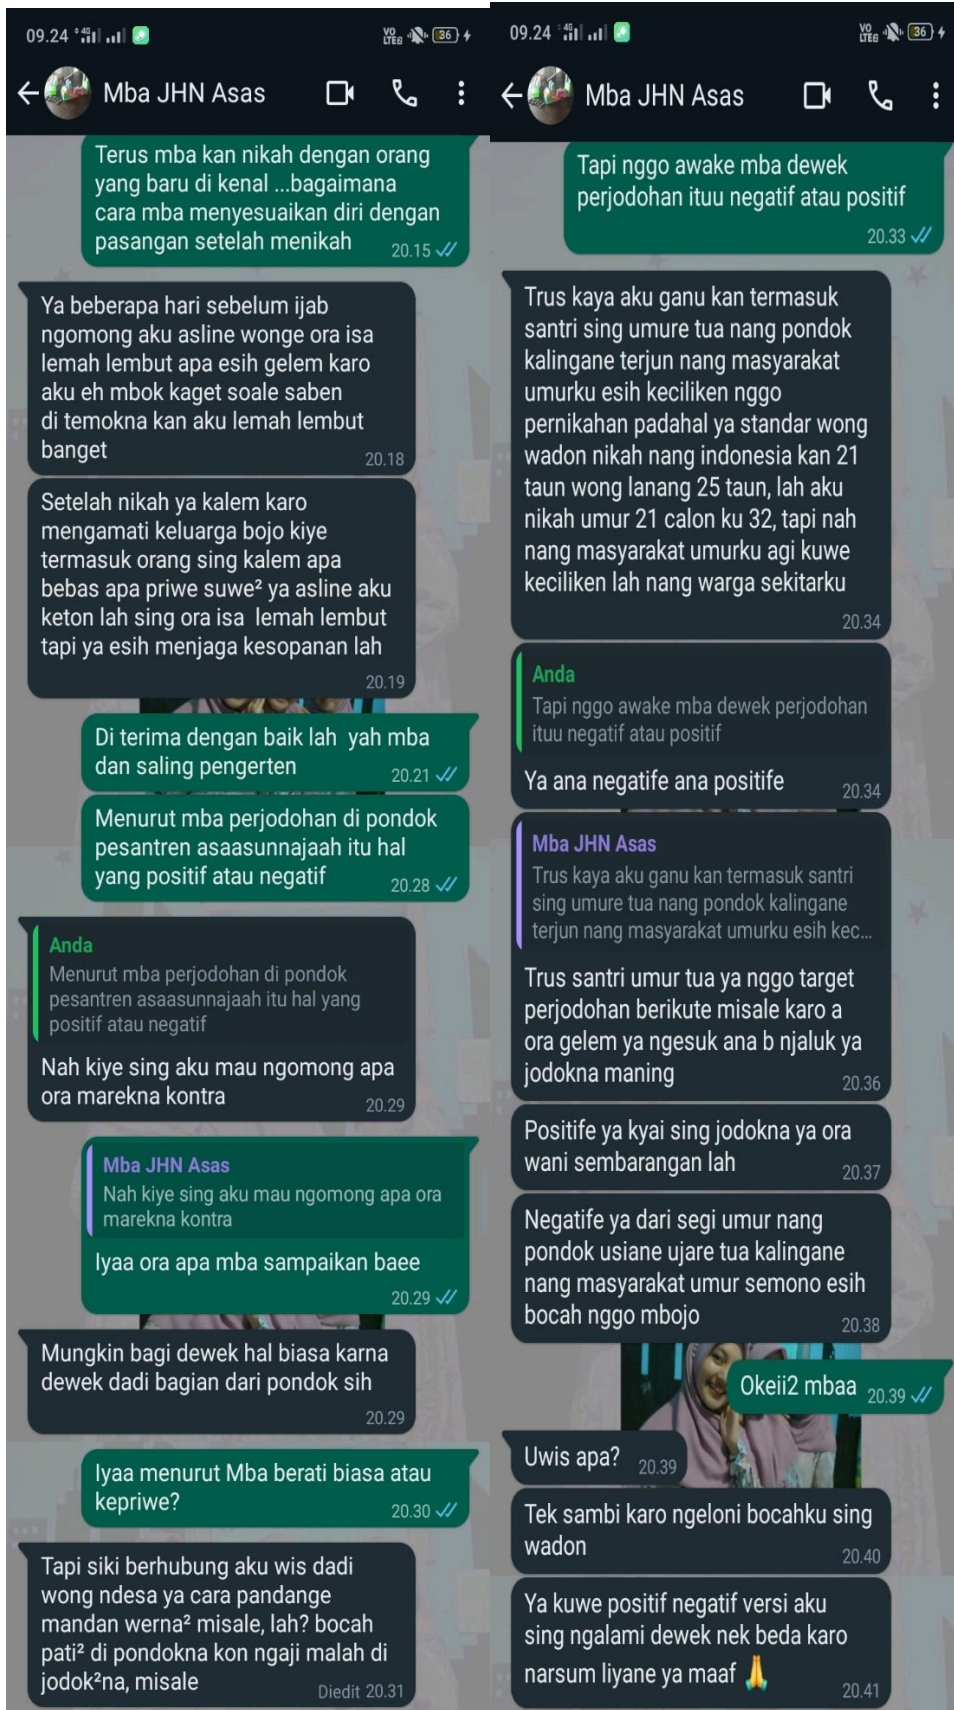 09.24
36
Mba JHN Asas
Terus mba kan nikah dengan orang
yang baru di kenal ...bagaimana
cara mba menyesuaikan diri dengan
pasangan setelah menikah
20.15
Ya beberapa hari sebelum ijab
ngomong aku asline wonge ora isa
lemah lembut apa esih gelem karo
aku eh mbok kaget soale saben
di temokna kan aku lemah lembut
banget
20.18
Setelah nikah ya kalem karo
mengamati keluarga bojo kiye
termasuk orang sing kalem apa
bebas apa priwe suwe² ya asline aku
keton lah sing ora isa lemah lembut
tapi ya esih menjaga kesopanan lah
20.19
Di terima dengan baik lah yah mba
dan saling pengerten
20.21
Menurut mba perjodohan di pondok
pesantren asaasunnajaah itu hal
yang positif atau negatif
20.28
Anda
Menurut mba perjodohan di pondok
pesantren asaasunnajaah itu hal yang
positif atau negatif
Nah kiye sing aku mau ngomong apa
ora marekna kontra
20.29
Mba JHN Asas
Nah kiye sing aku mau ngomong apa ora
marekna kontra
Iyaa ora apa mba sampaikan baee
20.29
Mungkin bagi dewek hal biasa karna
dewek dadi bagian dari pondok sih
20.29
Iyaa menurut Mba berati biasa atau
kepriwe?
20.30
Tapi siki berhubung aku wis dadi
wong ndesa ya cara pandange
mandan werna² misale, lah? bocah
pati² di pondokna kon ngaji malah di
jodok²na, misale
Diedit 20.31
09.24
36
Mba JHN Asas
Tapi nggo awake mba dewek
perjodohan ituu negatif atau positif
20.33
Trus kaya aku ganu kan termasuk
santri sing umure tua nang pondok
kalingane terjun nang masyarakat
umurku esih keciliken nggo
pernikahan padahal ya standar wong
wadon nikah nang indonesia kan 21
taun wong lanang 25 taun, lah aku
nikah umur 21 calon ku 32, tapi nah
nang masyarakat umurku agi kuwe
keciliken lah nang warga sekitarku
20.34
Anda
Tapi nggo awake mba dewek perjodohan
ituu negatif atau positif
Ya ana negatife ana positife
20.34
Mba JHN Asas
Trus kaya aku ganu kan termasuk santri
sing umure tua nang pondok kalingane
terjun nang masyarakat umurku esih kec...
Trus santri umur tua ya nggo target
perjodohan berikute misale karo a
ora gelem ya ngesuk ana b njaluk ya
jodokna maning
20.36
Positife ya kyai sing jodokna ya ora
wani sembarangan lah
20.37
Negatife ya dari segi umur nang
pondok usiane ujare tua kalingane
nang masyarakat umur semono esih
bocah nggo mbojo
20.38
Okeii2 mbaa
20.39
Uwis apa?
20.39
Tek sambi karo ngeloni bocahku sing
wadon
20.40
Ya kuwe positif negatif versi aku
sing ngalami dewek nek beda karo
narsum liyane ya maaf 🙏
20.41